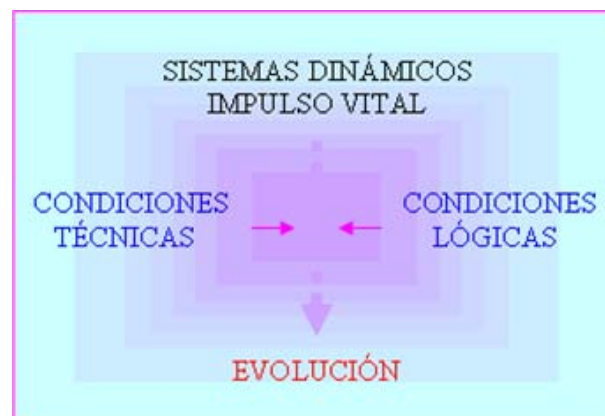 SISTEMAS DINÁMICOS
IMPULSO VITAL
CONDICIONES
TÉCNICAS
CONDICIONES
LÓGICAS
EVOLUCIÓN